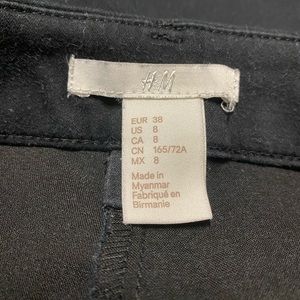 H&M
EUR 38
US 8
CA 8
CN 165/72A
MX 8
Made in
Myanmar
Fabriqué en
Birmanie